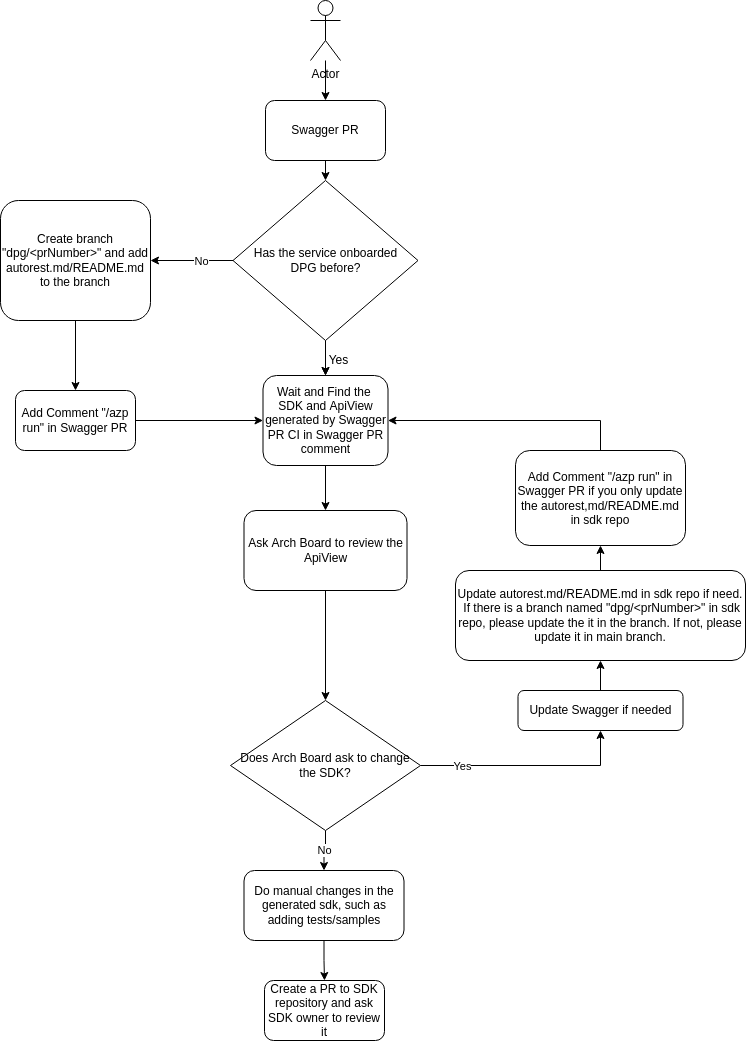 Actor
Swagger PR
Has the service onboarded
DPG before?
No
Create branch
"dpg/<prNumber>" and add
autorest.md/README.md
to the branch
Add Comment "/azp
run" in Swagger PR
Yes
Wait and Find the
SDK and ApiView
generated by Swagger
PR CI in Swagger PR
comment
Ask Arch Board to review the
ApiView
Does Arch Board ask to change
the SDK?
Yes
Update Swagger if needed
Update autorest.md/README.md in sdk repo if need.
If there is a branch named "dpg/<prNumber>" in sdk
repo, please update the it in the branch. If not, please
update it in main branch.
Add Comment "/azp run" in
Swagger PR if you only update
the autorest,md/README.md
in sdk repo
No
Do manual changes in the
generated sdk, such as
adding tests/samples
Create a PR to SDK
repository and ask
SDK owner to review
it